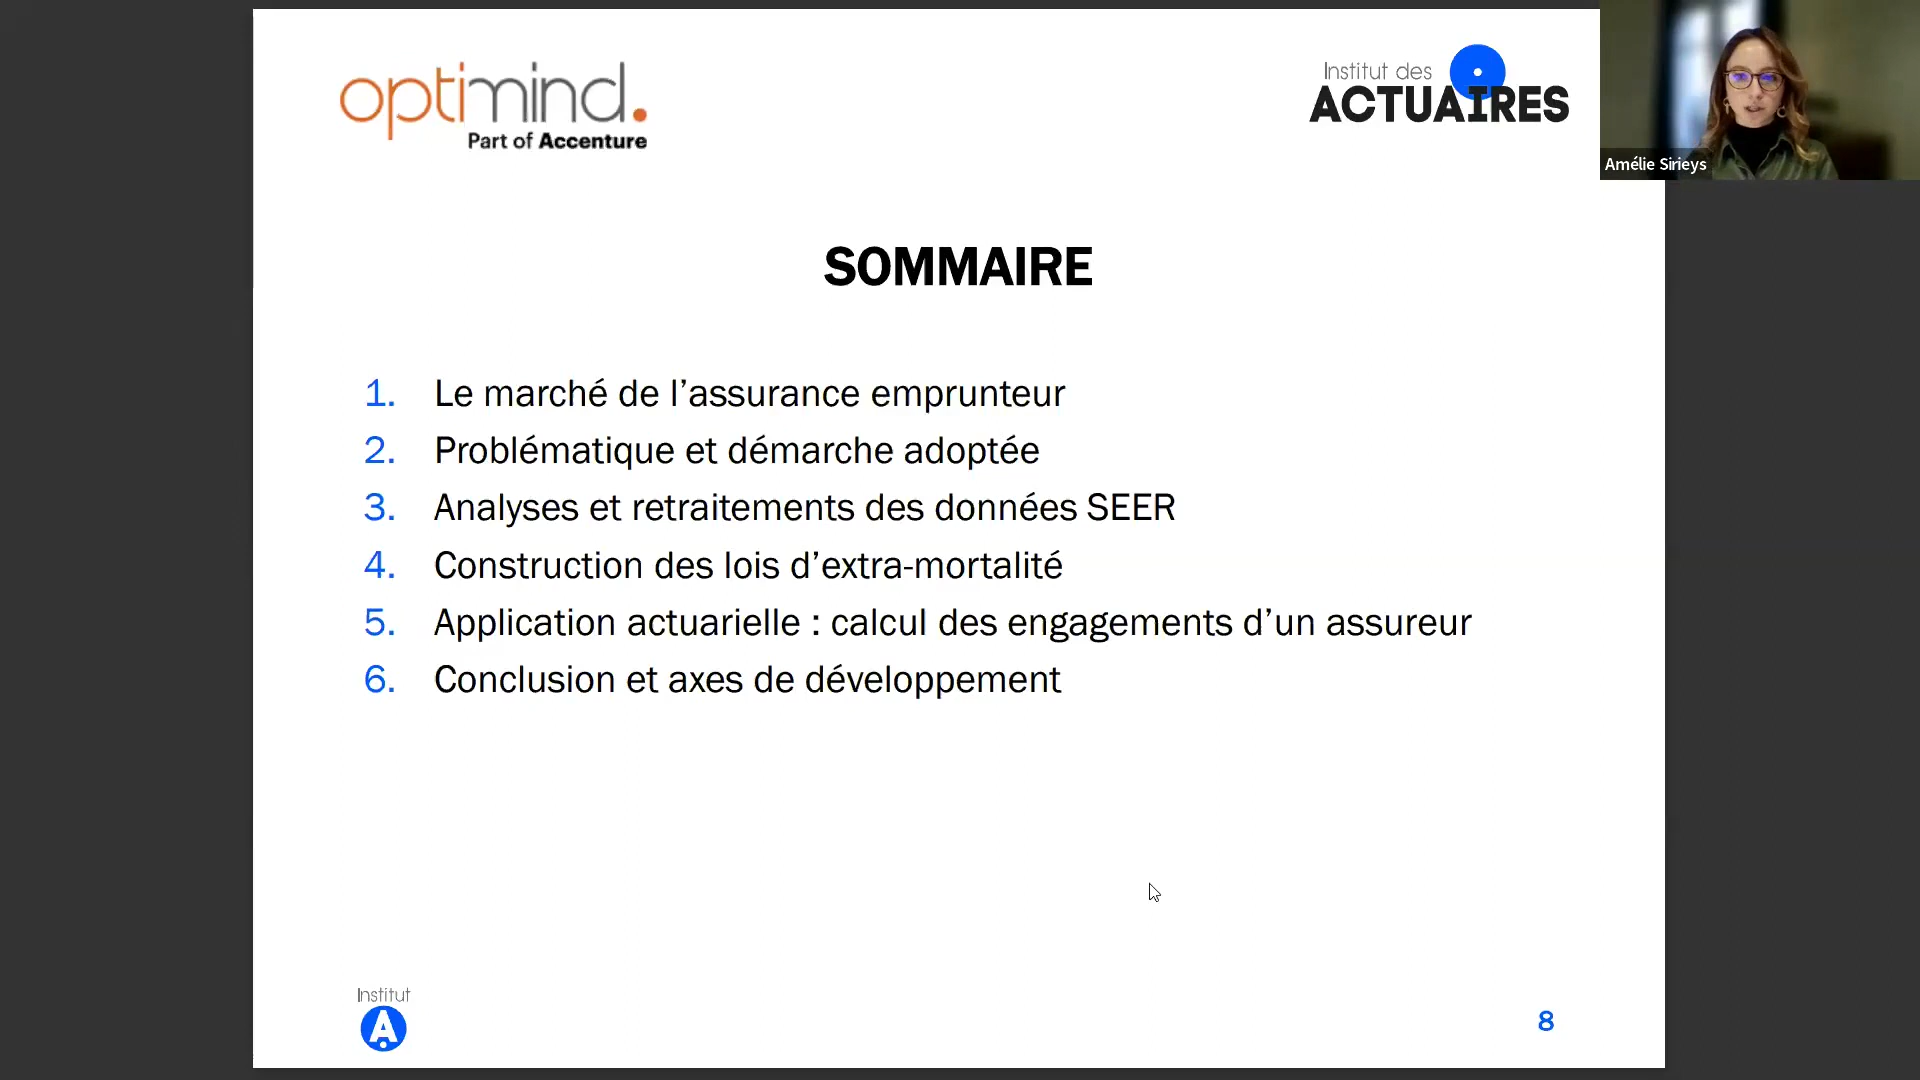 optimind.
Part of Accenture
Institut des
ACTUAIRES
Amélie Sirieys
SOMMAIRE
1. Le marché de l’assurance emprunteur
2. Problématique et démarche adoptée
3. Analyses et retraitements des données SEER
4. Construction des lois d’extra-mortalité
5. Application actuarielle : calcul des engagements d’un assureur
6. Conclusion et axes de développement
Institut
A
8